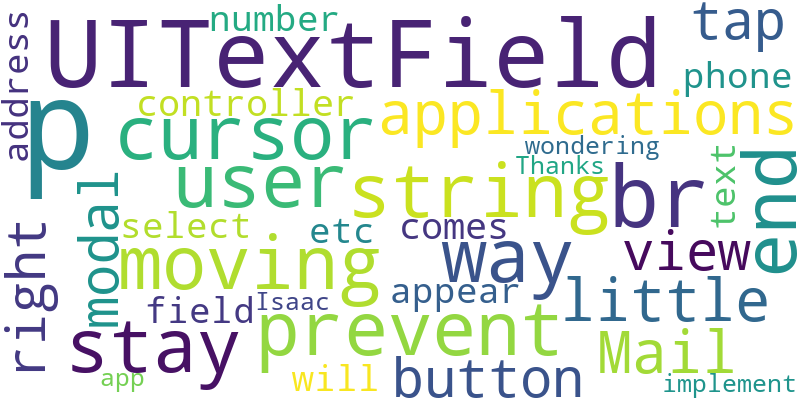 address
number
UITextField
tap
phone
p
controller
applications
cursor
wondering
Thanks
user
string
br
text
end
modal
select
etc
comes
way
view
right
moving
field
Isaac
appear
little
stay
prevent
Mail
app
will
button
implement